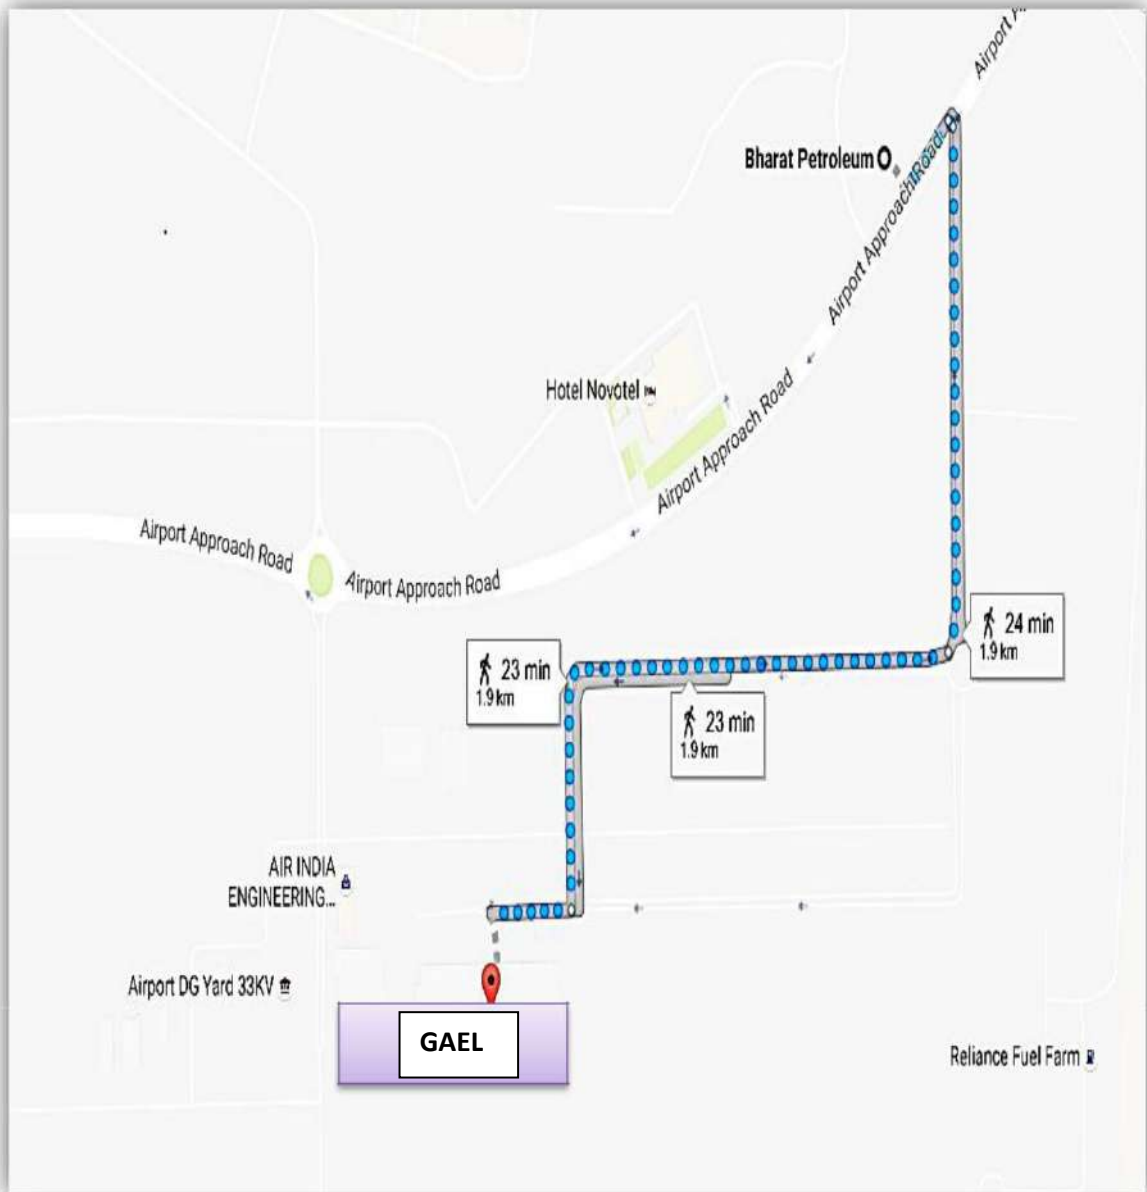 Airport A
Bharat Petroleum
Airport Approach Road
Airport Approach Road
Hotel Novotel
Airport Approach Road
Airport Approach Road
Airport Approach Road
24 min
1.9 km
23 min
1.9 km
23 min
1.9 km
AIR INDIA
ENGINEERING...
Airport DG Yard 33KV
GAEL
Reliance Fuel Farm